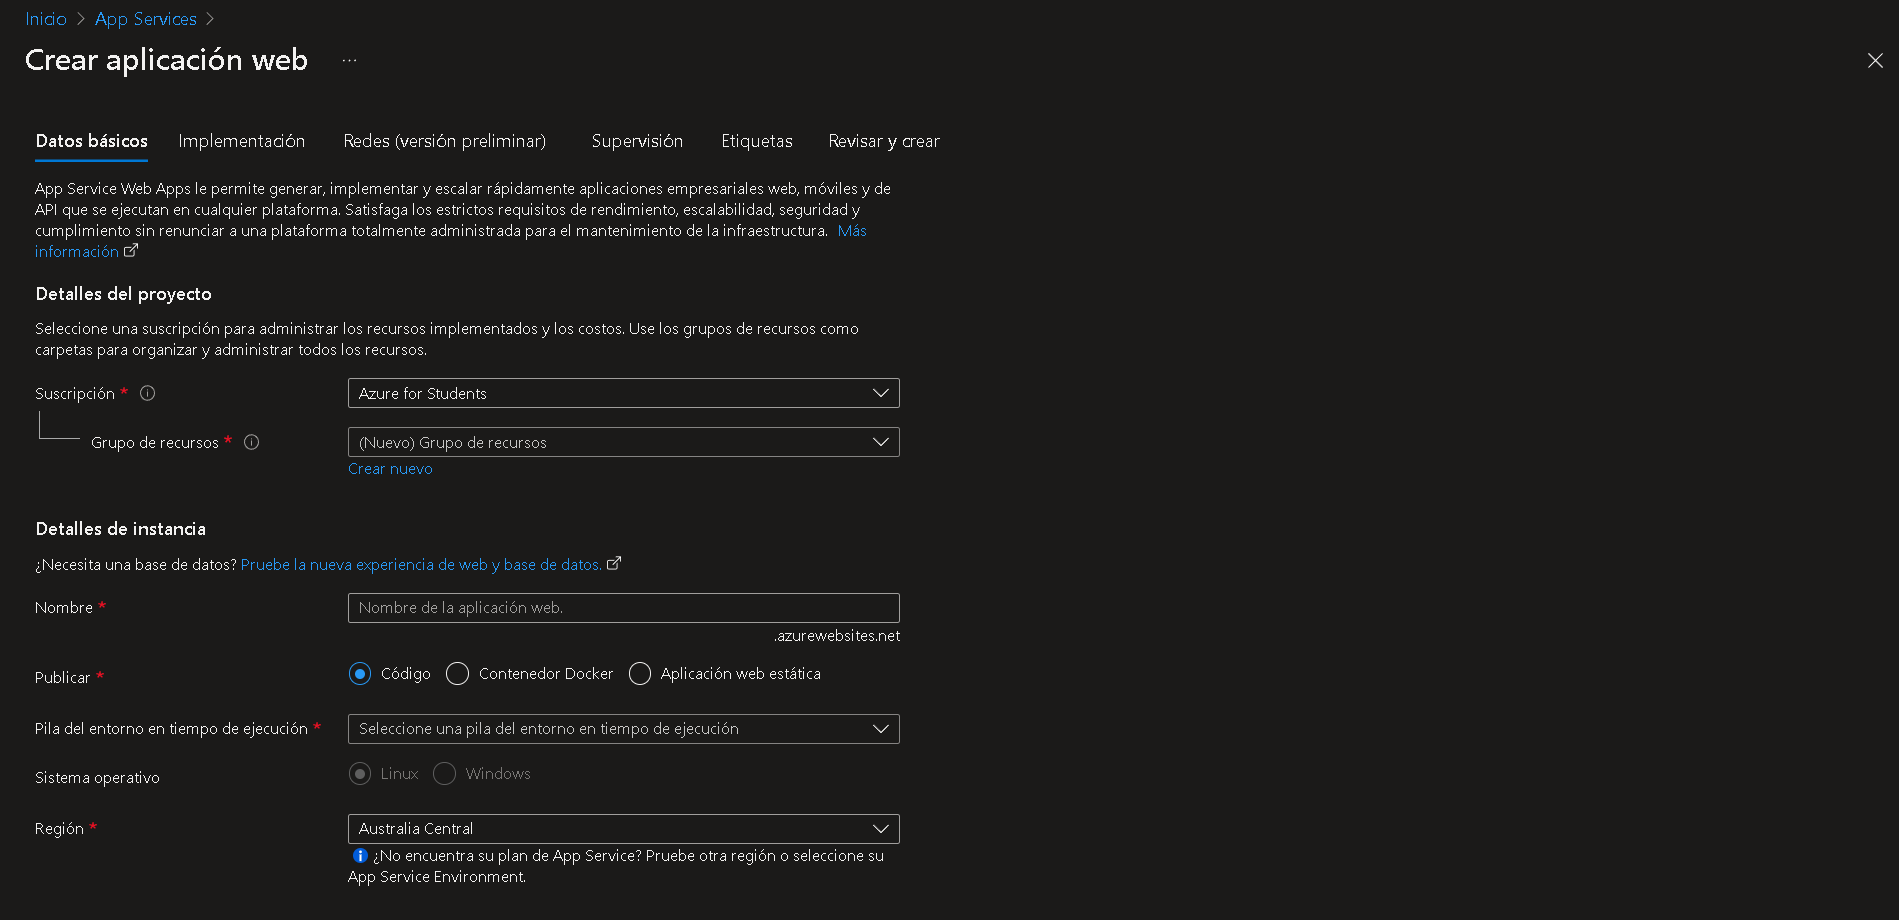 Inicio > App Services >
Crear aplicación web ...
Datos básicos Implementación Redes (versión preliminar) Supervisión Etiquetas Revisar y crear
App Service Web Apps le permite generar, implementar y escalar rápidamente aplicaciones empresariales web, móviles y de
API que se ejecutan en cualquier plataforma. Satisfaga los estrictos requisitos de rendimiento, escalabilidad, seguridad y
cumplimiento sin renunciar a una plataforma totalmente administrada para el mantenimiento de la infraestructura. Más
información
Detalles del proyecto
Seleccione una suscripción para administrar los recursos implementados y los costos. Use los grupos de recursos como
carpetas para organizar y administrar todos los recursos.
Suscripción * Azure for Students
Grupo de recursos * (Nuevo) Grupo de recursos
Crear nuevo
Detalles de instancia
¿Necesita una base de datos? Pruebe la nueva experiencia de web y base de datos.
Nombre * Nombre de la aplicación web.
.azurewebsites.net
Publicar * Código Contenedor Docker Aplicación web estática
Pila del entorno en tiempo de ejecución * Seleccione una pila del entorno en tiempo de ejecución
Sistema operativo Linux Windows
Región * Australia Central
¿No encuentra su plan de App Service? Pruebe otra región o seleccione su
App Service Environment.